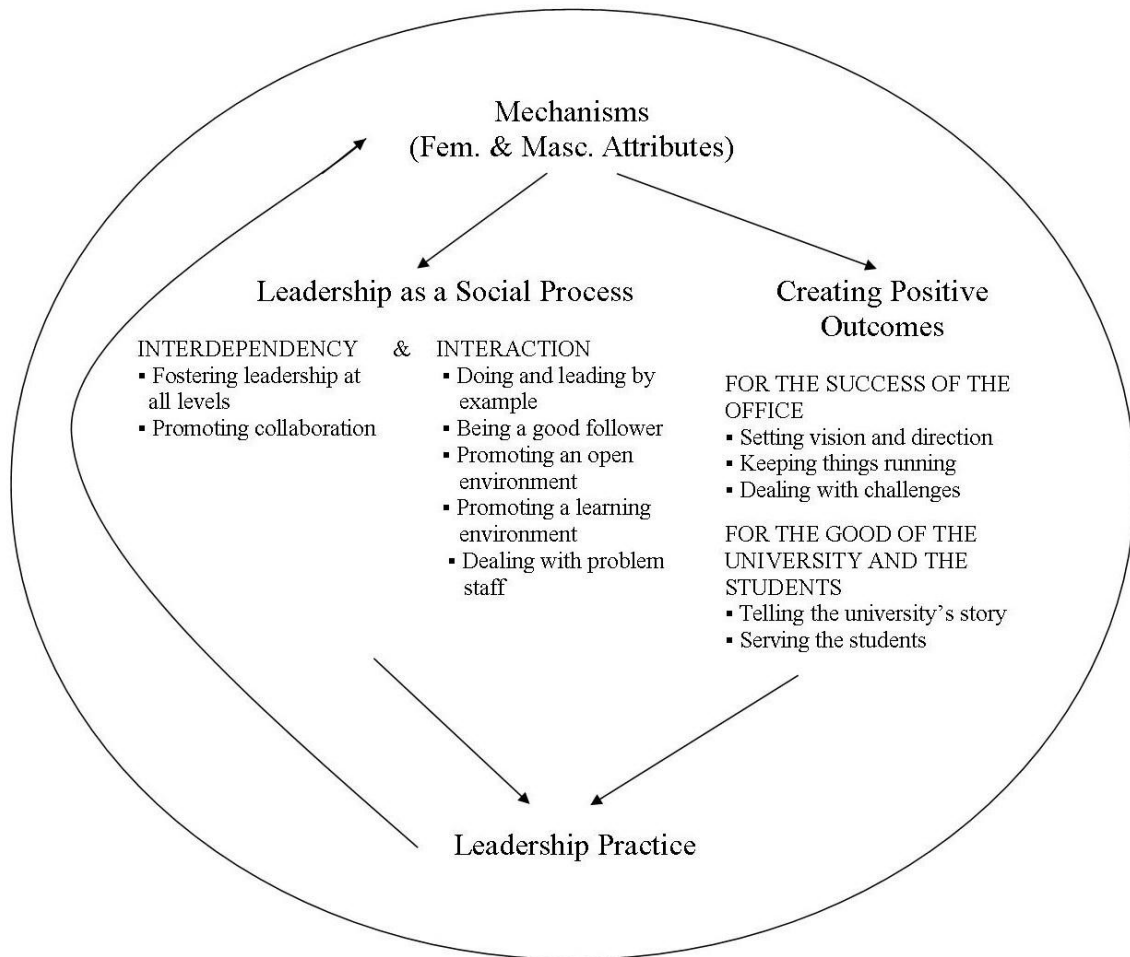 Mechanisms
(Fem. & Masc. Attributes)
Leadership as a Social Process
INTERDEPENDENCY & INTERACTION
▪ Fostering leadership at
all levels
▪ Promoting collaboration
▪ Doing and leading by
example
▪ Being a good follower
▪ Promoting an open
environment
▪ Promoting a learning
environment
▪ Dealing with problem
staff
Creating Positive
Outcomes
FOR THE SUCCESS OF THE
OFFICE
▪ Setting vision and direction
▪ Keeping things running
▪ Dealing with challenges
FOR THE GOOD OF THE
UNIVERSITY AND THE
STUDENTS
▪ Telling the university’s story
▪ Serving the students
Leadership Practice